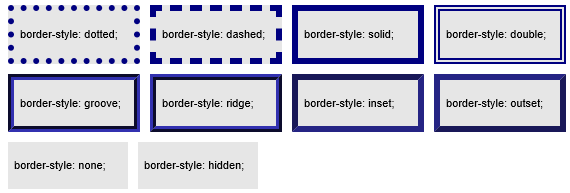 border-style: dotted;
border-style: dashed;
border-style: solid;
border-style: double;
border-style: groove;
border-style: ridge;
border-style: inset;
border-style: outset;
border-style: none;
border-style: hidden;